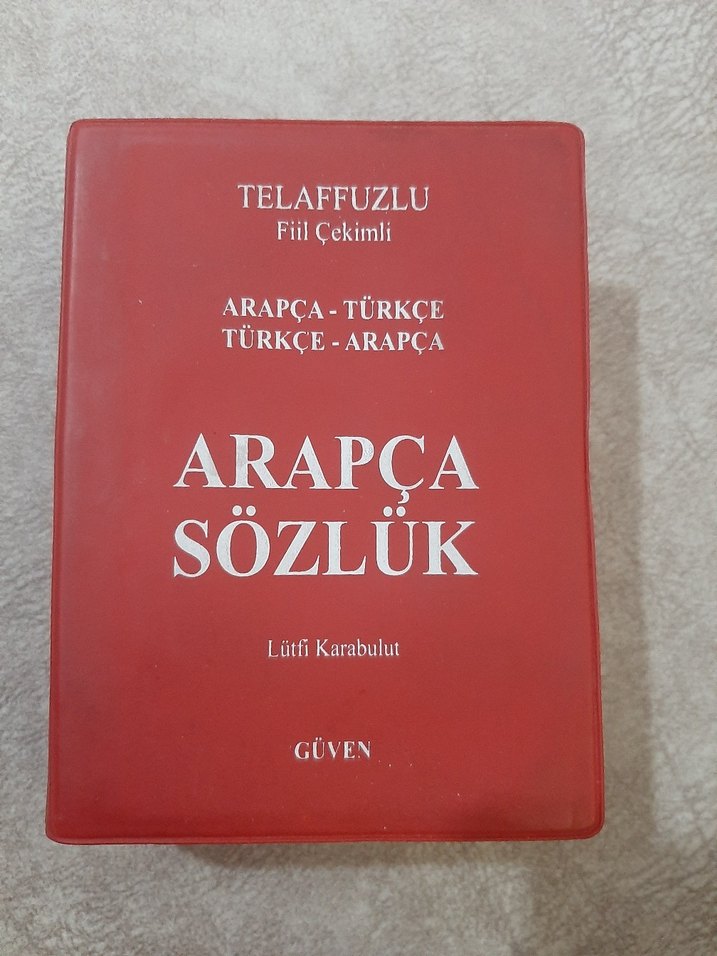 TELAFFUZLU
Fiil Çekimli
ARAPÇA - TÜRKÇE
TÜRKÇE - ARAPÇA
ARAPÇA
SÖZLÜK
Lütfi Karabulut
GÜVEN